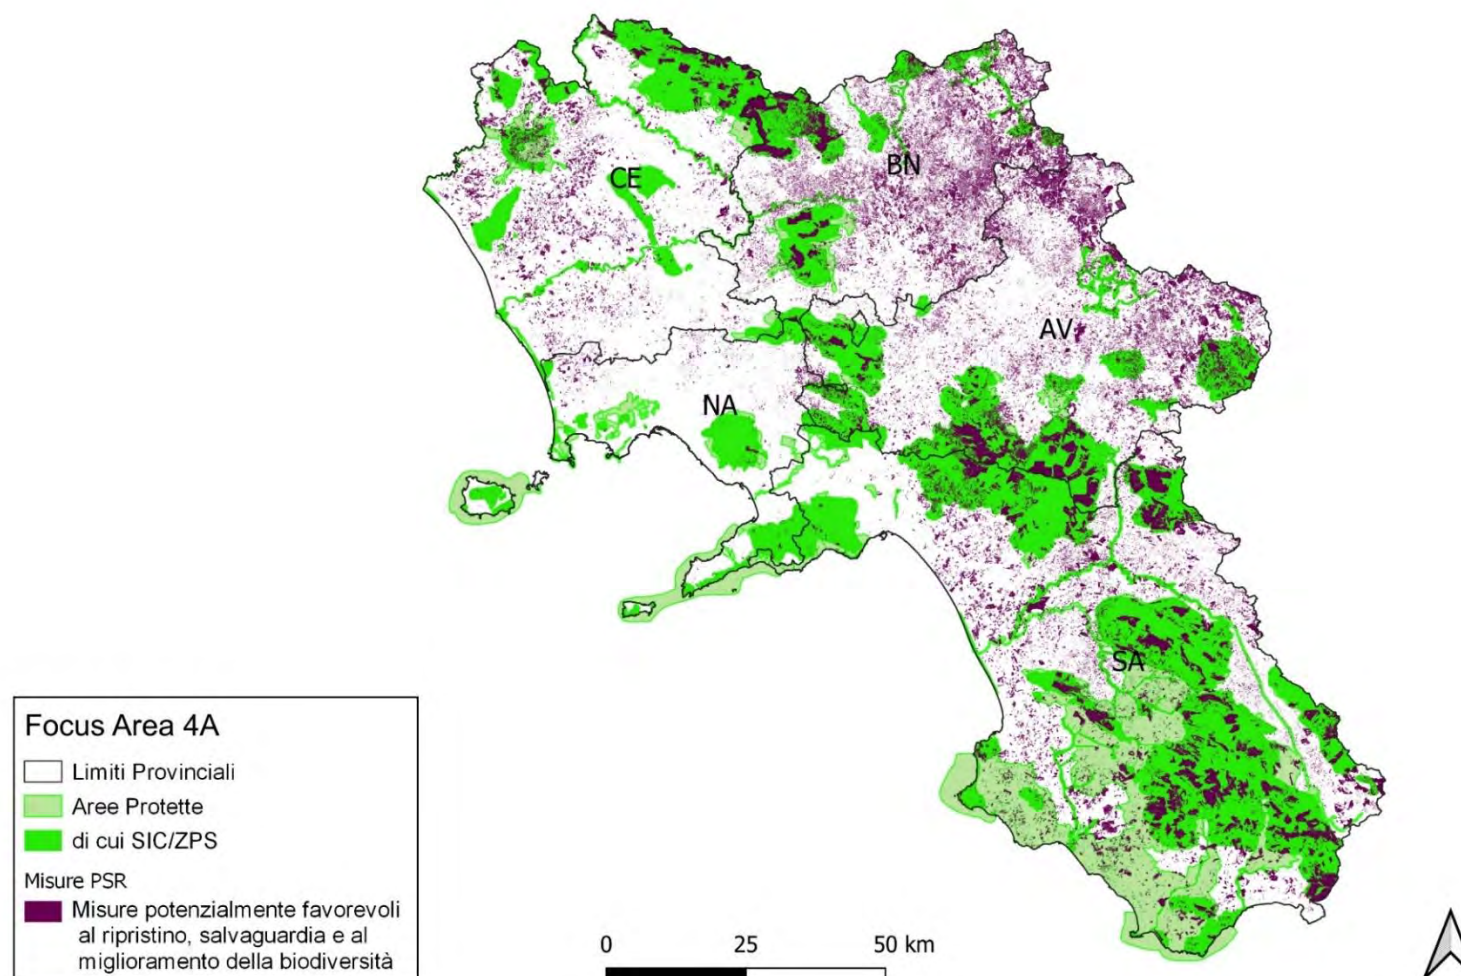 BN
CE
AV
NA
SA
Focus Area 4A
Limiti Provinciali
Aree Protette
di cui SIC/ZPS
Misure PSR
Misure potenzialmente favorevoli
al ripristino, salvaguardia e al
miglioramento della biodiversità
0 25 50 km